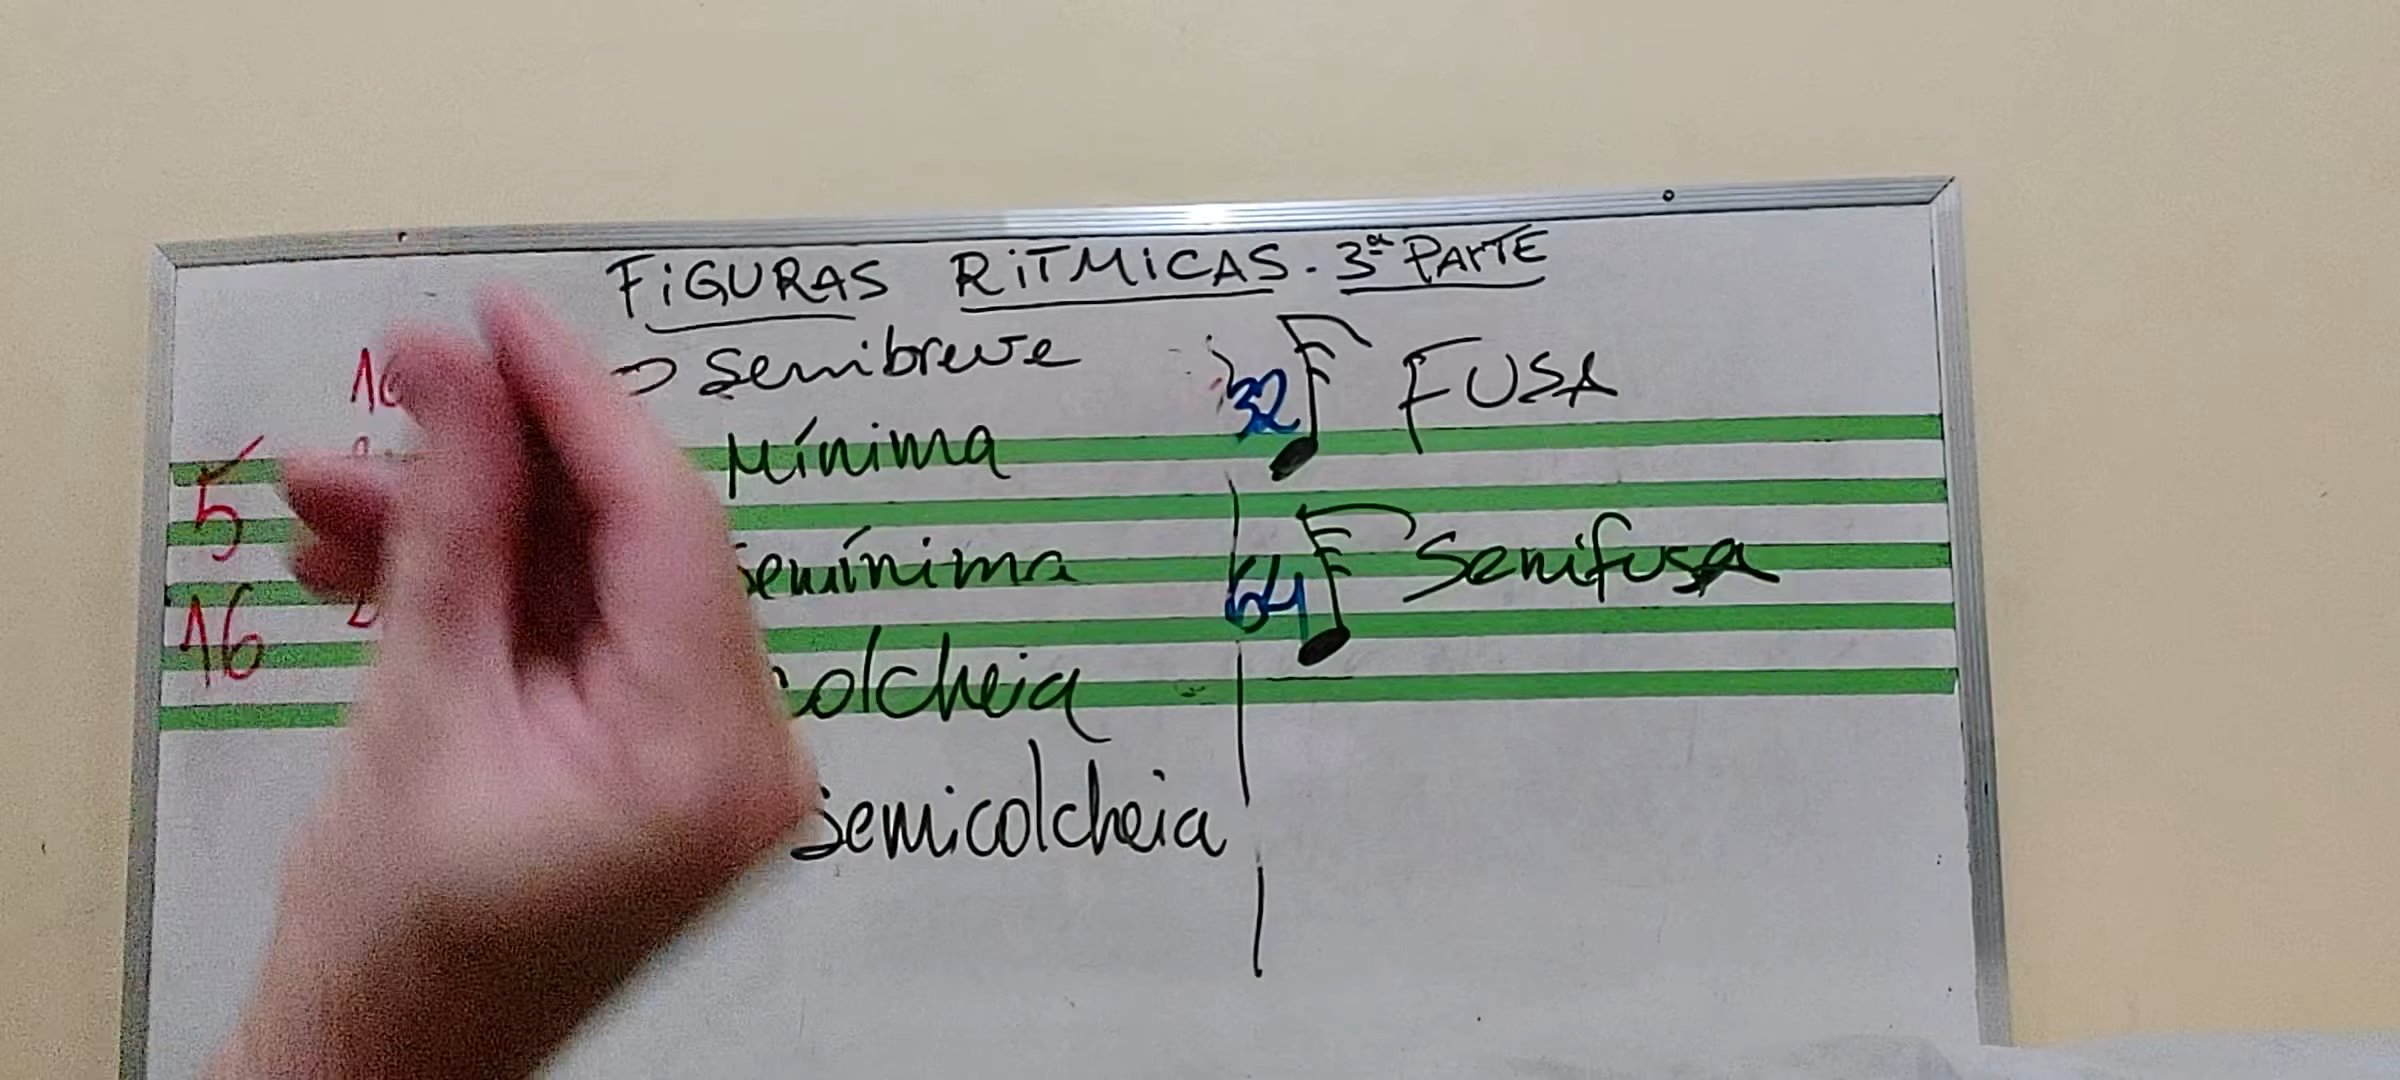 FiGURAS RiTMiCAS. 3ª PARTE
semibreve
Mínima
semínima
colcheia
semicolcheia
5
16
32 FUSA
64 Semifusa